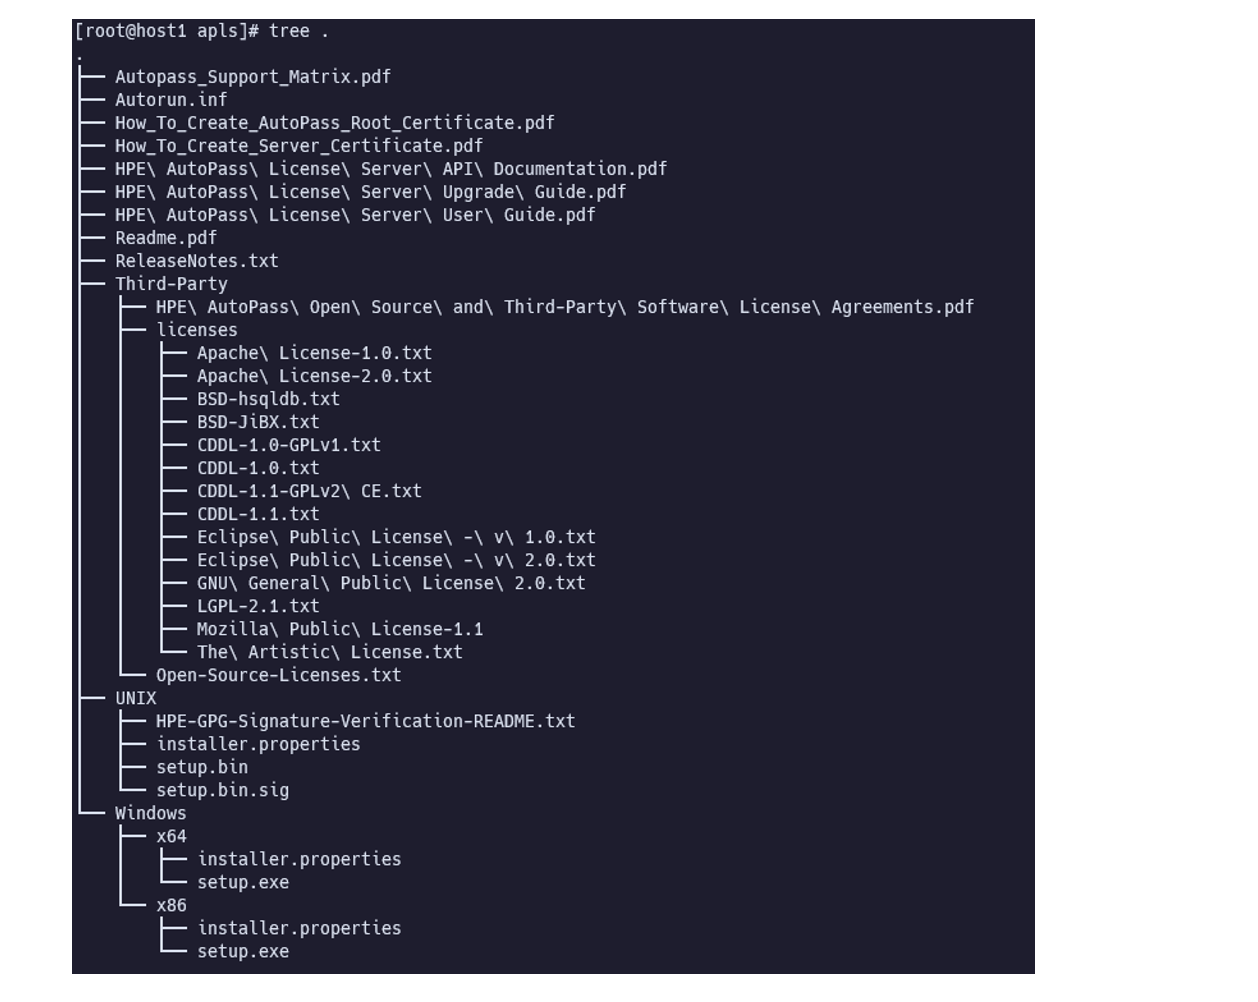 [root@host1 apls]# tree .
.
├── Autopass_Support_Matrix.pdf
├── Autorun.inf
├── How_To_Create_AutoPass_Root_Certificate.pdf
├── How_To_Create_Server_Certificate.pdf
├── HPE\ AutoPass\ License\ Server\ API\ Documentation.pdf
├── HPE\ AutoPass\ License\ Server\ Upgrade\ Guide.pdf
├── HPE\ AutoPass\ License\ Server\ User\ Guide.pdf
├── Readme.pdf
├── ReleaseNotes.txt
├── Third-Party
│   ├── HPE\ AutoPass\ Open\ Source\ and\ Third-Party\ Software\ License\ Agreements.pdf
│   ├── licenses
│   │   ├── Apache\ License-1.0.txt
│   │   ├── Apache\ License-2.0.txt
│   │   ├── BSD-hsqldb.txt
│   │   ├── BSD-JiBX.txt
│   │   ├── CDDL-1.0-GPLv1.txt
│   │   ├── CDDL-1.0.txt
│   │   ├── CDDL-1.1-GPLv2\ CE.txt
│   │   ├── CDDL-1.1.txt
│   │   ├── Eclipse\ Public\ License\ -\ v\ 1.0.txt
│   │   ├── Eclipse\ Public\ License\ -\ v\ 2.0.txt
│   │   ├── GNU\ General\ Public\ License\ 2.0.txt
│   │   ├── LGPL-2.1.txt
│   │   ├── Mozilla\ Public\ License-1.1
│   │   └── The\ Artistic\ License.txt
│   └── Open-Source-Licenses.txt
├── UNIX
│   ├── HPE-GPG-Signature-Verification-README.txt
│   ├── installer.properties
│   ├── setup.bin
│   └── setup.bin.sig
└── Windows
    ├── x64
    │   ├── installer.properties
    │   └── setup.exe
    └── x86
        ├── installer.properties
        └── setup.exe